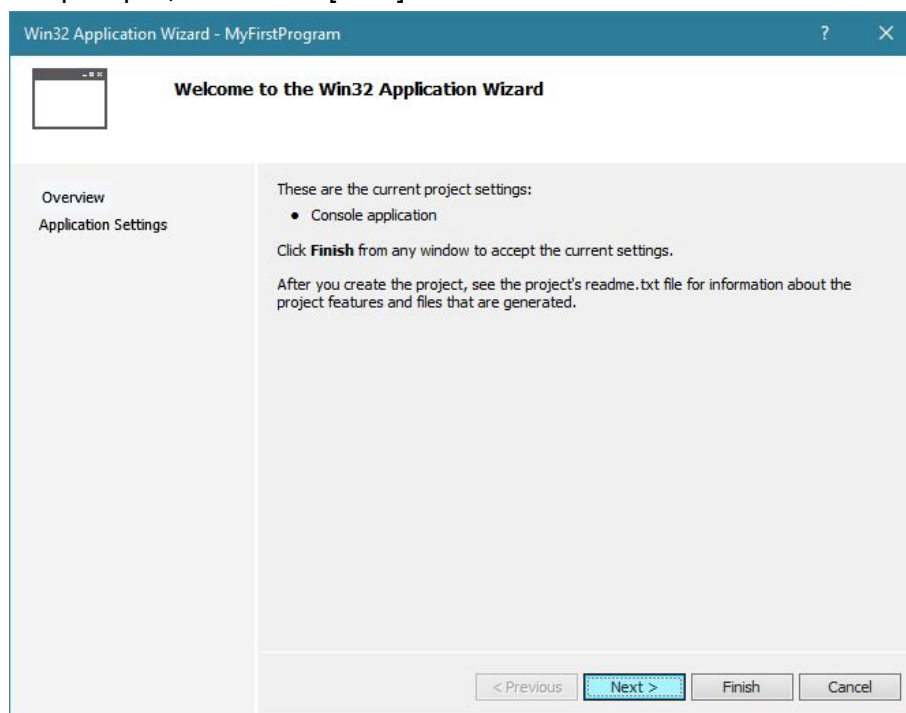 Win32 Application Wizard - MyFirstProgram
Welcome to the Win32 Application Wizard
Overview
Application Settings
These are the current project settings:
• Console application
Click Finish from any window to accept the current settings.
After you create the project, see the project's readme.txt file for information about the
project features and files that are generated.
< Previous Next > Finish Cancel